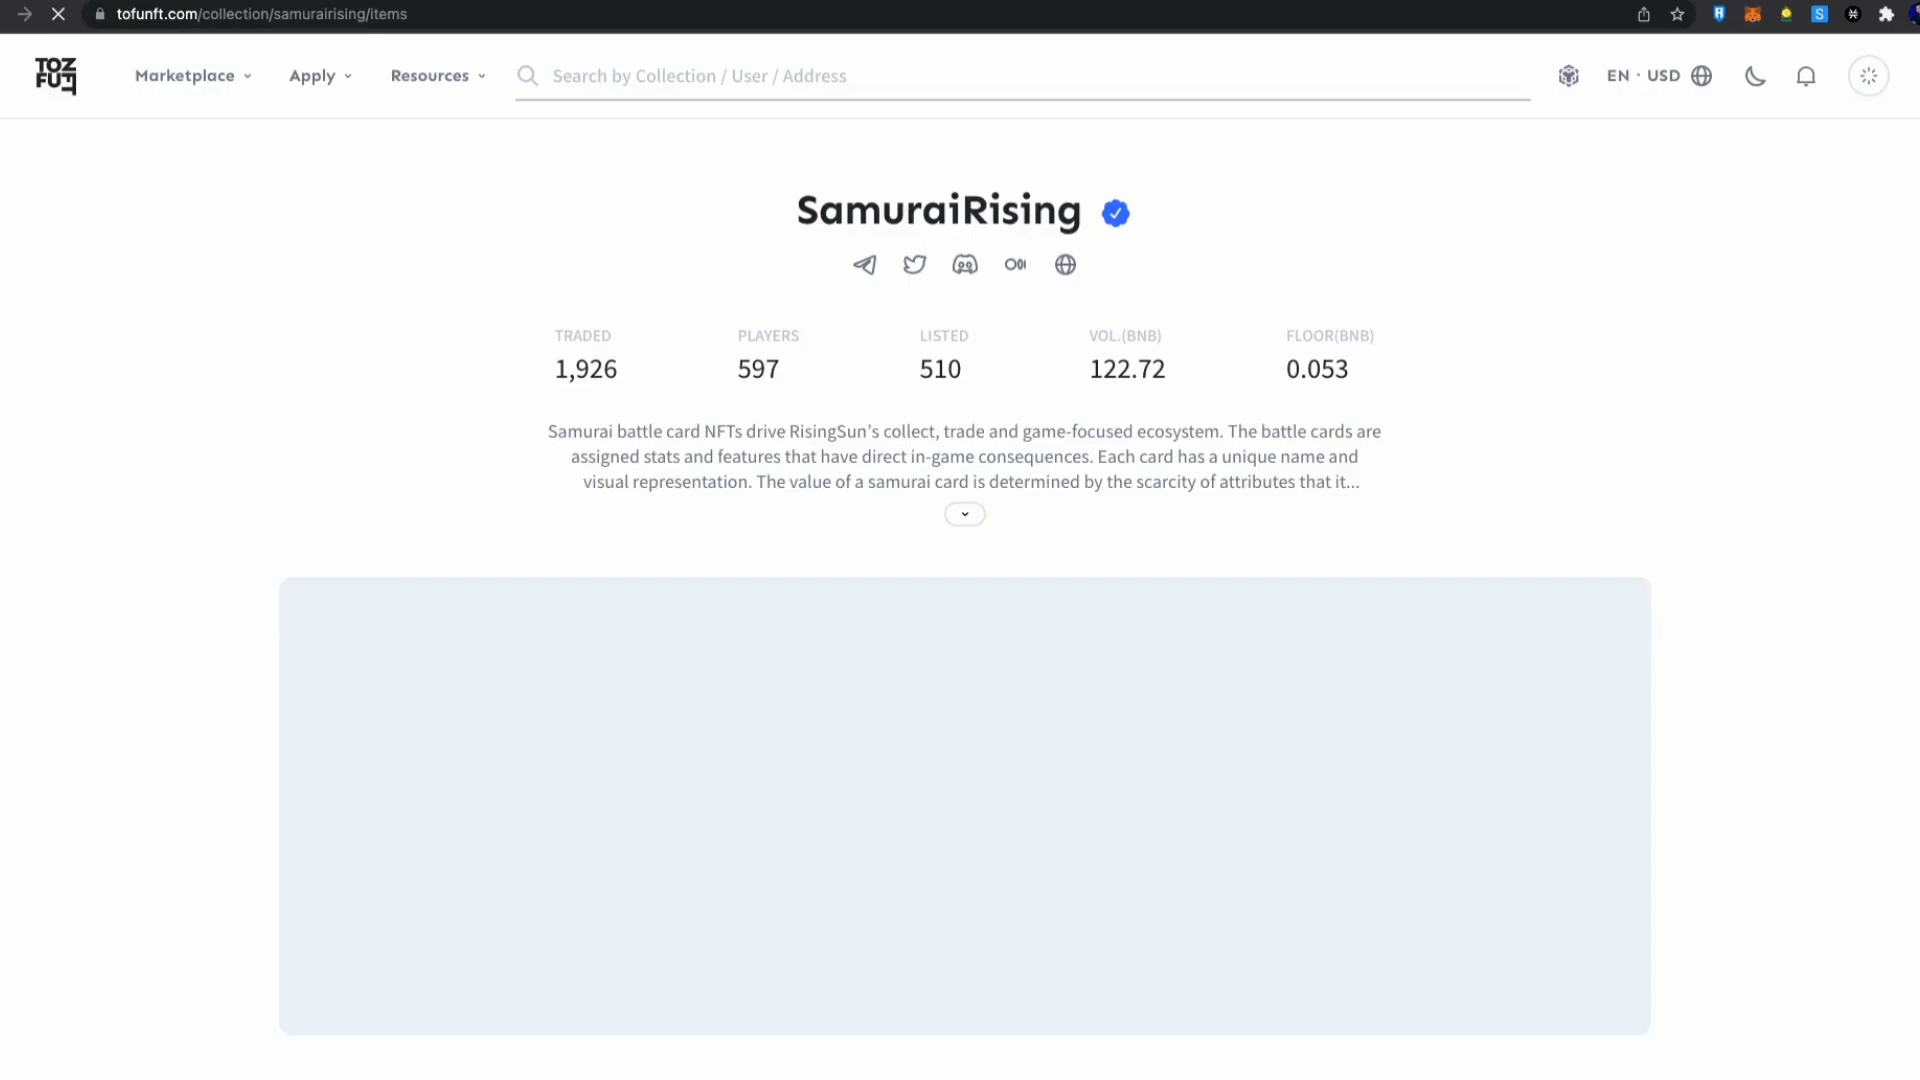 tofunft.com/collection/samurairising/items
TOZ
FUFT
Marketplace
Apply
Resources
Search by Collection / User / Address
EN · USD
SamuraiRising
TRADED
PLAYERS
LISTED
VOL.(BNB)
FLOOR(BNB)
1,926
597
510
122.72
0.053
Samurai battle card NFTs drive RisingSun's collect, trade and game-focused ecosystem. The battle cards are
assigned stats and features that have direct in-game consequences. Each card has a unique name and
visual representation. The value of a samurai card is determined by the scarcity of attributes that it...